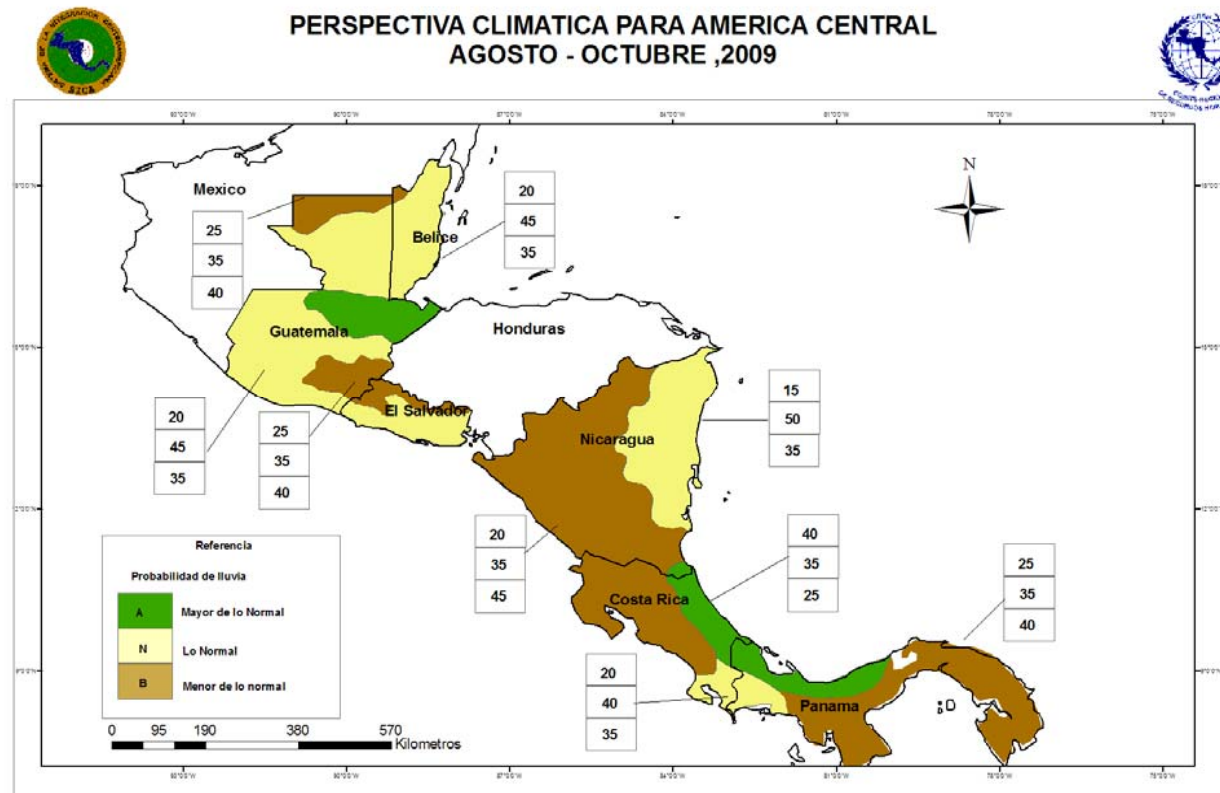 PERSPECTIVA CLIMATICA PARA AMERICA CENTRAL
AGOSTO - OCTUBRE ,2009
SICA
N
Mexico
25
35
40
Belice
20
45
35
Guatemala
Honduras
El Salvador
20
45
35
25
35
40
Nicaragua
15
50
35
20
35
45
40
35
25
Costa Rica
25
35
40
20
40
35
Panama
D
Referencia
Probabilidad de lluvia
A Mayor de lo Normal
N Lo Normal
B Menor de lo normal
0 95 190 380 570
Kilometros